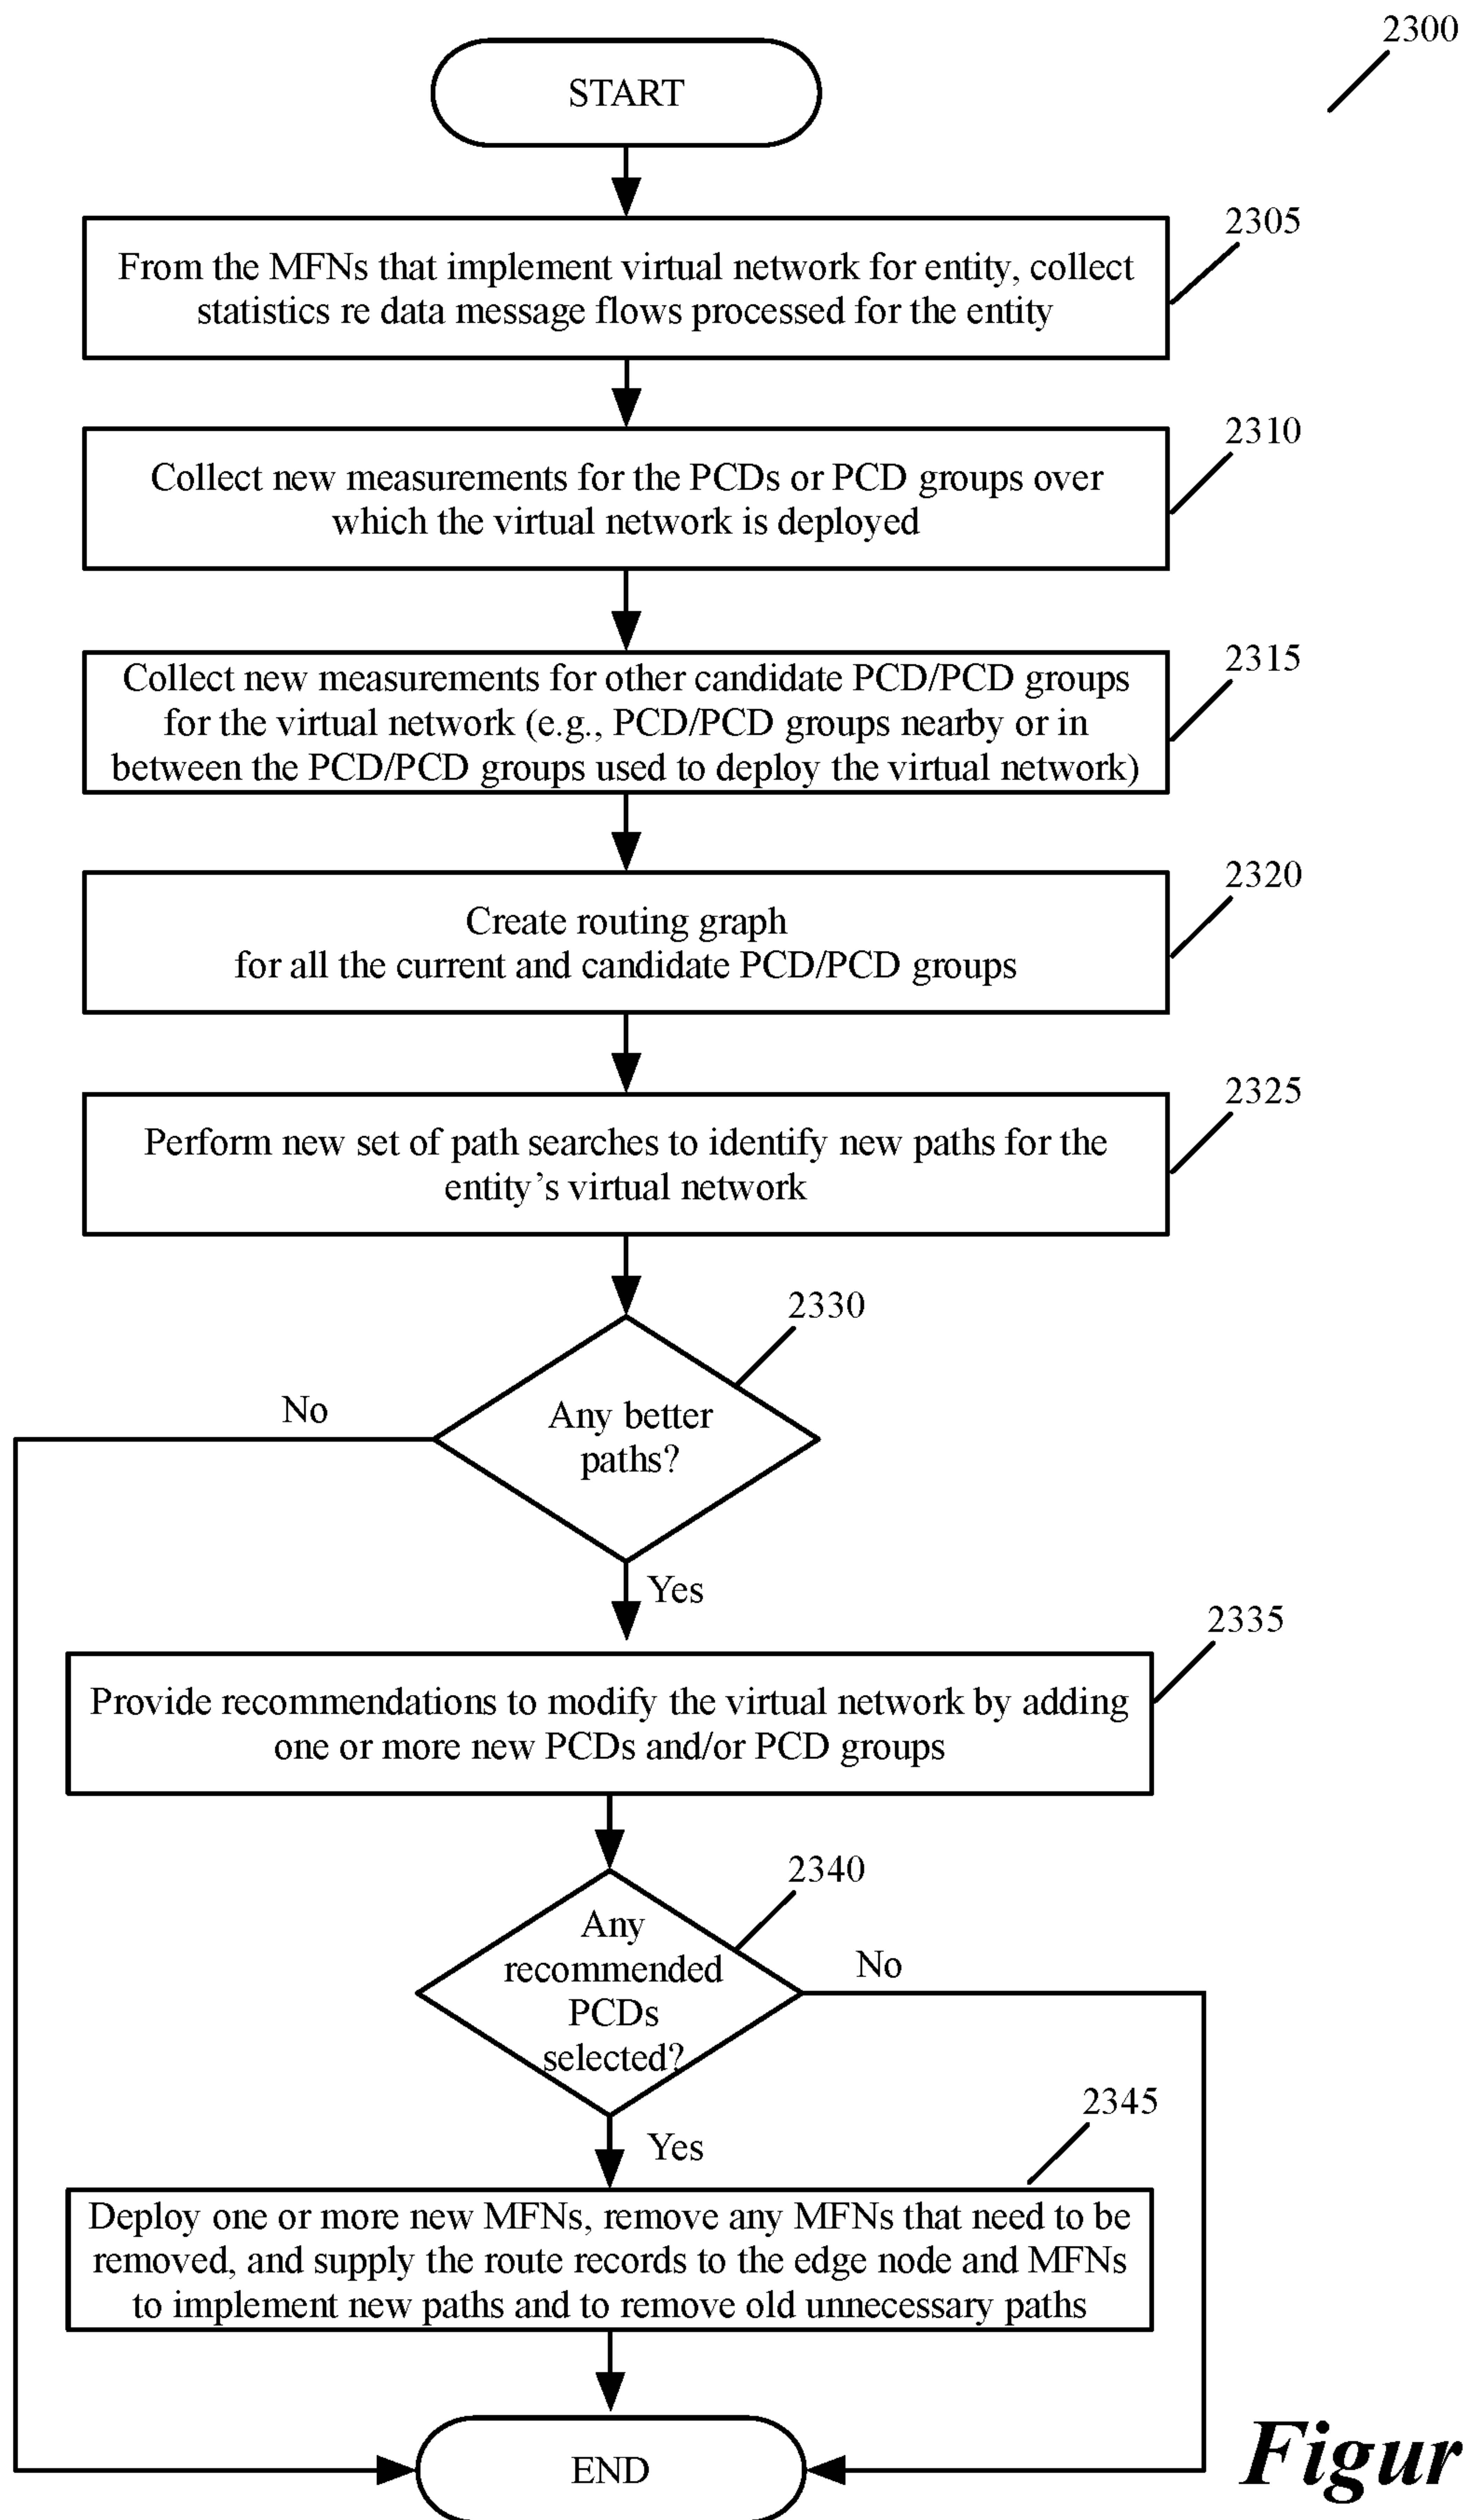 2300
START
2305
From the MFNs that implement virtual network for entity, collect
statistics re data message flows processed for the entity
2310
Collect new measurements for the PCDs or PCD groups over
which the virtual network is deployed
2315
Collect new measurements for other candidate PCD/PCD groups
for the virtual network (e.g., PCD/PCD groups nearby or in
between the PCD/PCD groups used to deploy the virtual network)
2320
Create routing graph
for all the current and candidate PCD/PCD groups
2325
Perform new set of path searches to identify new paths for the
entity’s virtual network
2330
No
Any better
paths?
Yes
2335
Provide recommendations to modify the virtual network by adding
one or more new PCDs and/or PCD groups
2340
Any
recommended
PCDs
selected?
No
Yes
2345
Deploy one or more new MFNs, remove any MFNs that need to be
removed, and supply the route records to the edge node and MFNs
to implement new paths and to remove old unnecessary paths
END
Figur